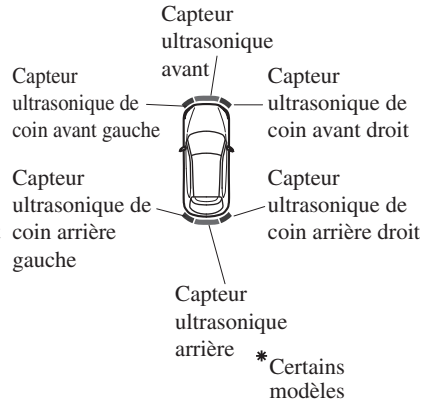 Capteur
ultrasonique
avant
Capteur
ultrasonique de
coin avant gauche
Capteur
ultrasonique de
coin avant droit
Capteur
ultrasonique de
coin arrière
gauche
Capteur
ultrasonique de
coin arrière droit
Capteur
ultrasonique
arrière
*Certains
modèles